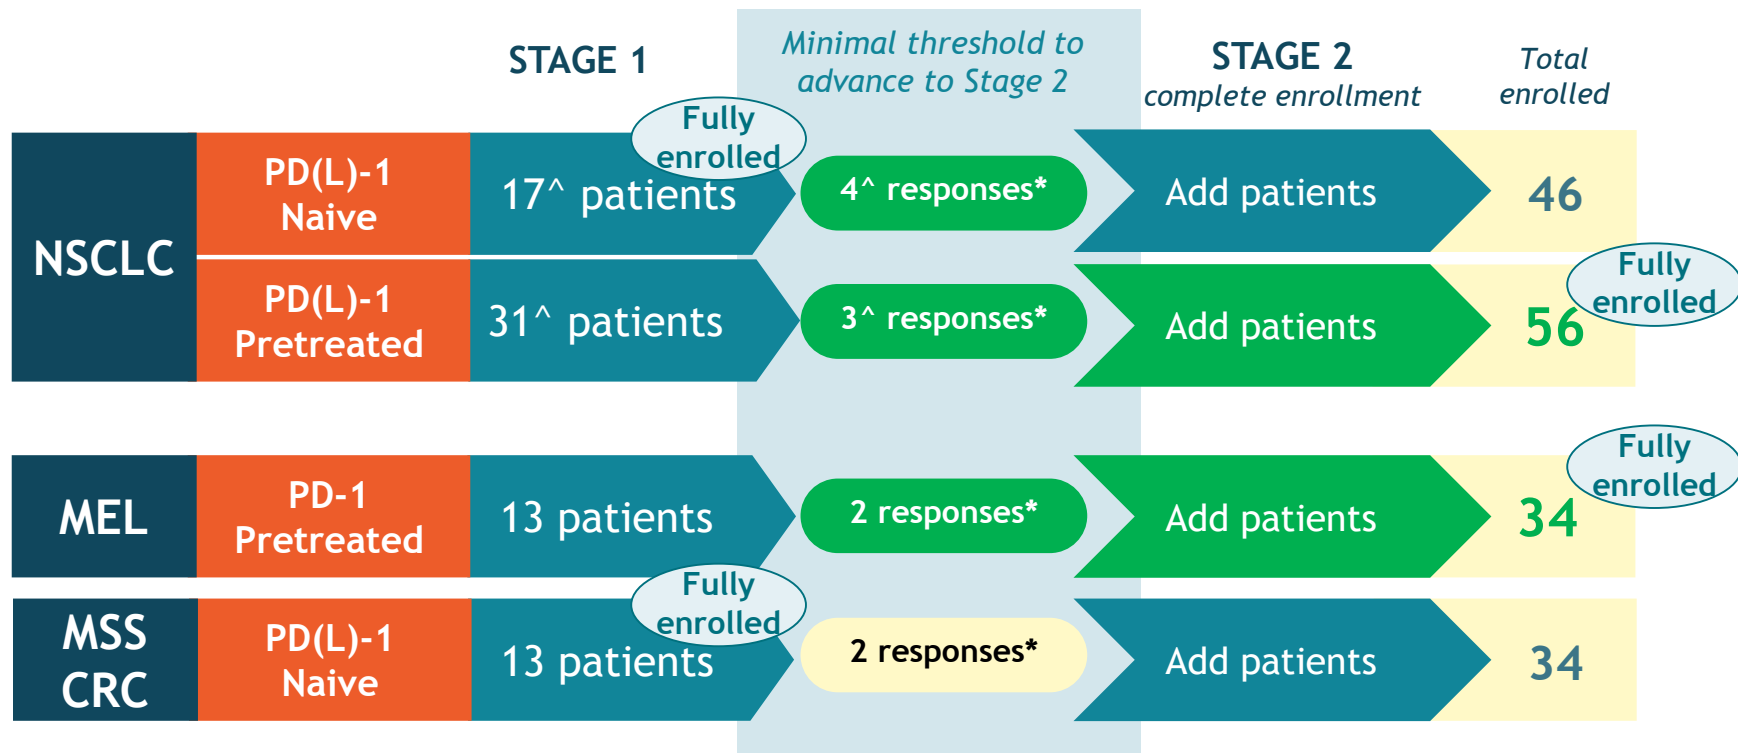 STAGE 1
Minimal threshold to
advance to Stage 2
STAGE 2
complete enrollment
Total
enrolled
NSCLC
PD(L)-1
Naive
17^ patients
Fully
enrolled
4^ responses*
Add patients
46
PD(L)-1
Pretreated
31^ patients
3^ responses*
Add patients
56
Fully
enrolled
MEL
PD-1
Pretreated
13 patients
2 responses*
Add patients
34
Fully
enrolled
MSS
CRC
PD(L)-1
Naive
13 patients
Fully
enrolled
2 responses*
Add patients
34